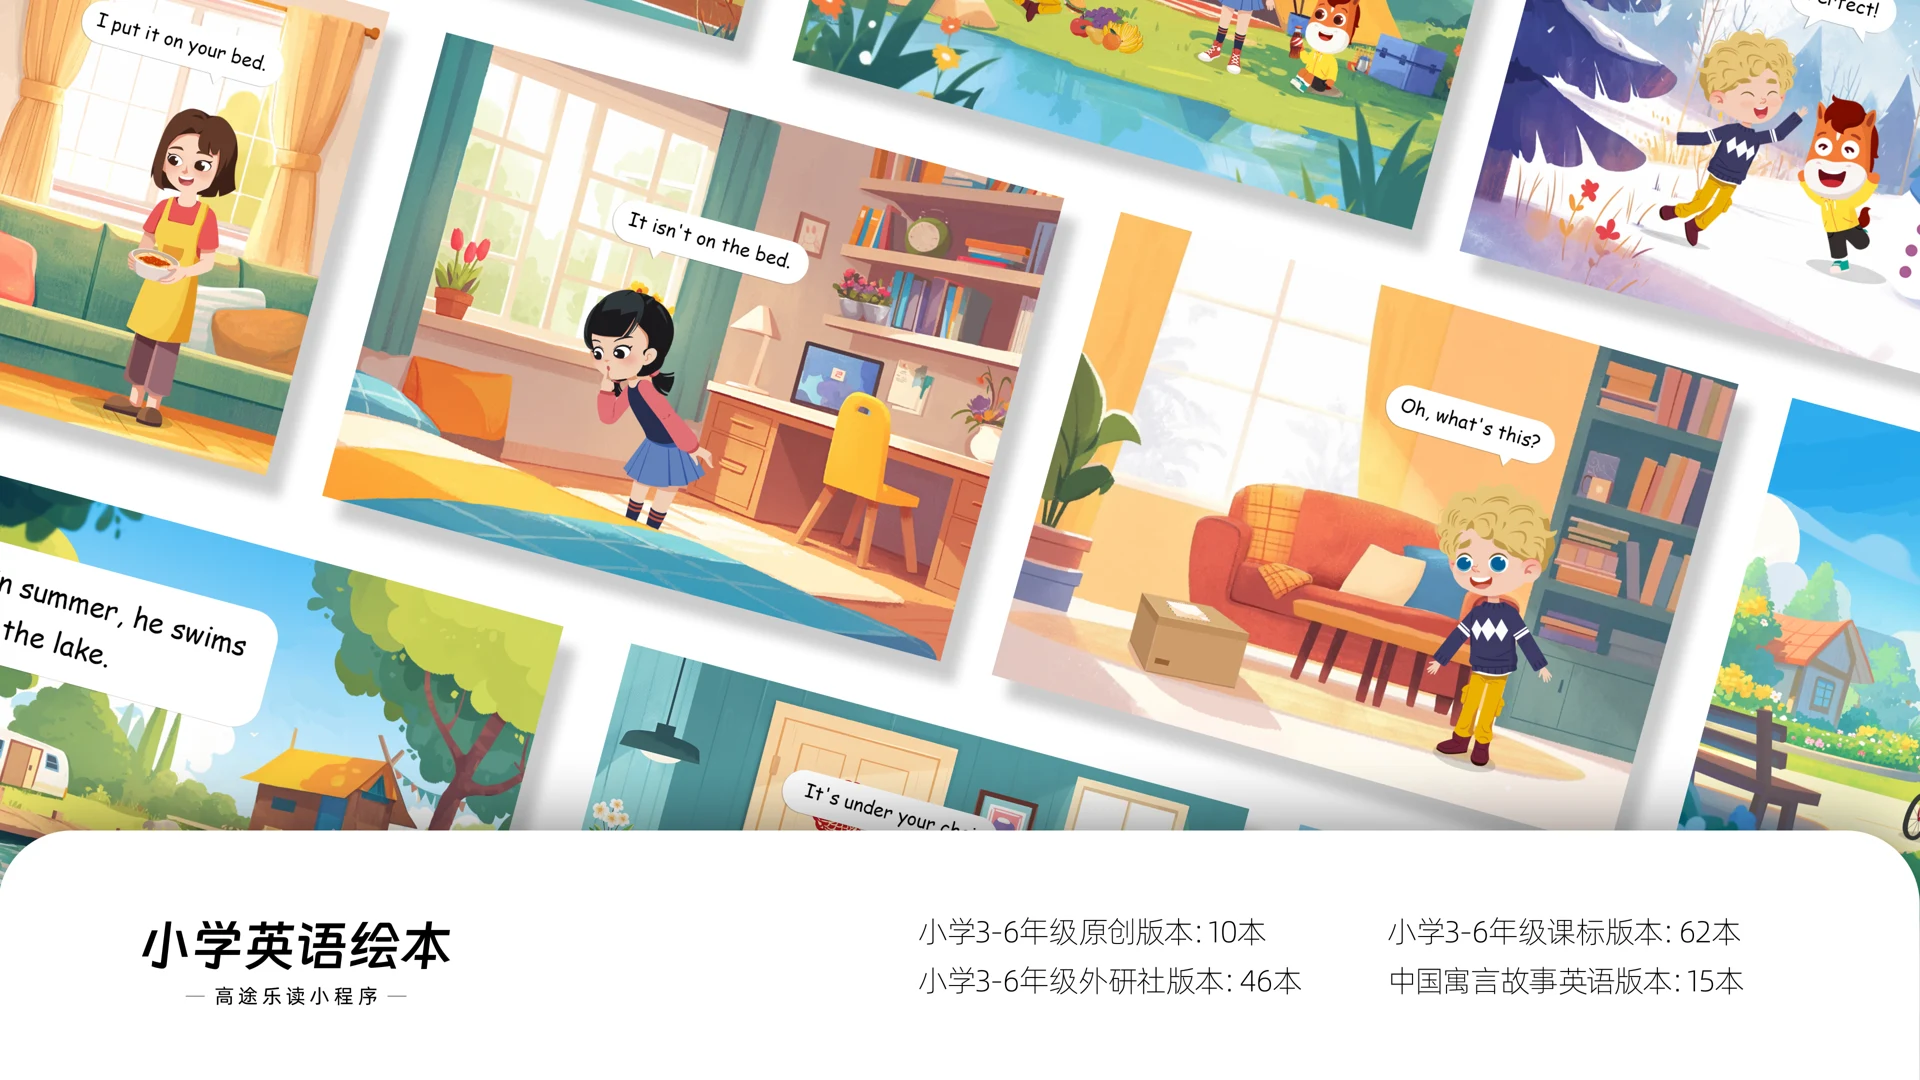 I put it on your bed.
erfect!
It isn't on the bed.
Oh, what's this?
n summer, he swims
the lake.
It's under your
小学英语绘本
高途乐读小程序
小学3-6年级原创版本: 10本
小学3-6年级课标版本: 62本
小学3-6年级外研社版本: 46本
中国寓言故事英语版本: 15本